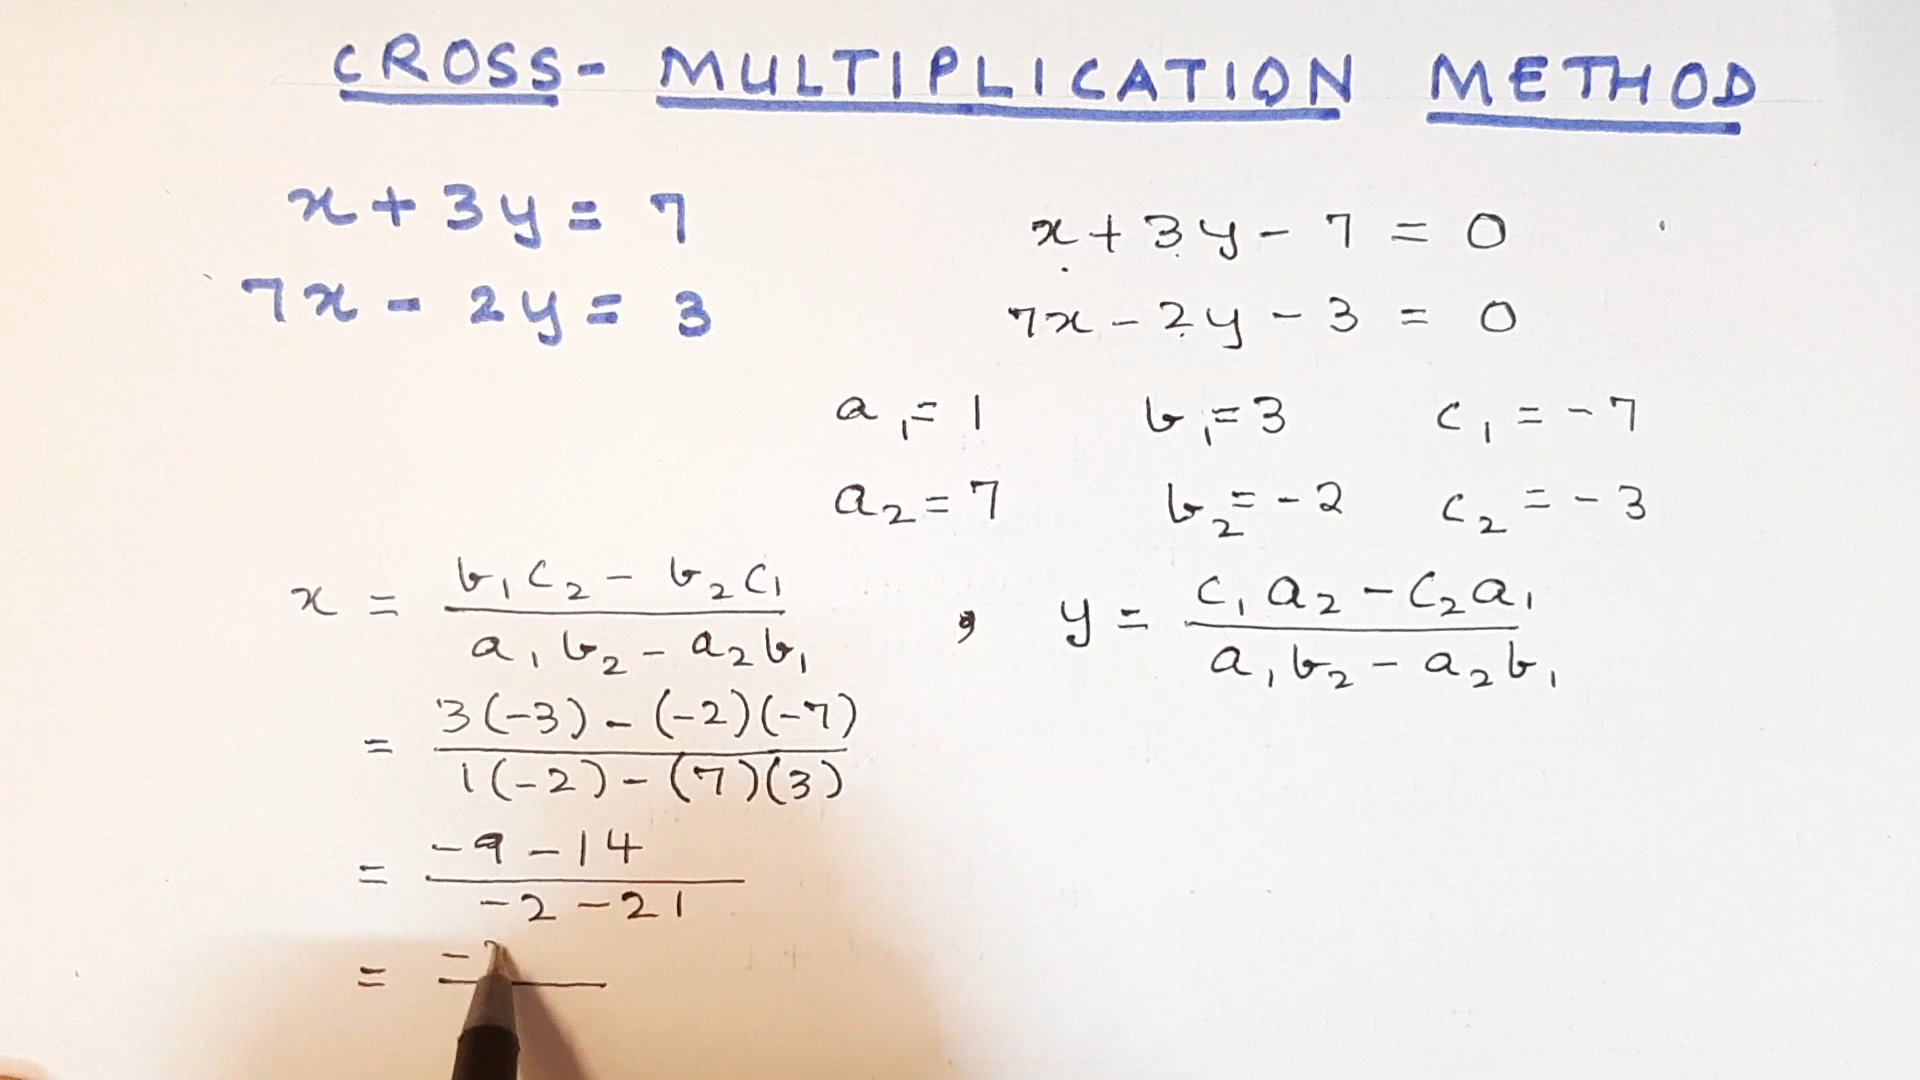 CROSS- MULTIPLICATION METHOD
x + 3y = 7
7x - 2y = 3
x + 3y - 7 = 0
7x - 2y - 3 = 0
a₁ = 1 b₁ = 3 c₁ = -7
a₂ = 7 b₂ = -2 c₂ = -3
x = (b₁c₂ - b₂c₁)/(a₁b₂ - a₂b₁) , y = (c₁a₂ - c₂a₁)/(a₁b₂ - a₂b₁)
= (3(-3) - (-2)(-7))/(1(-2) - (7)(3))
= (-9 - 14)/(-2 - 21)
= -